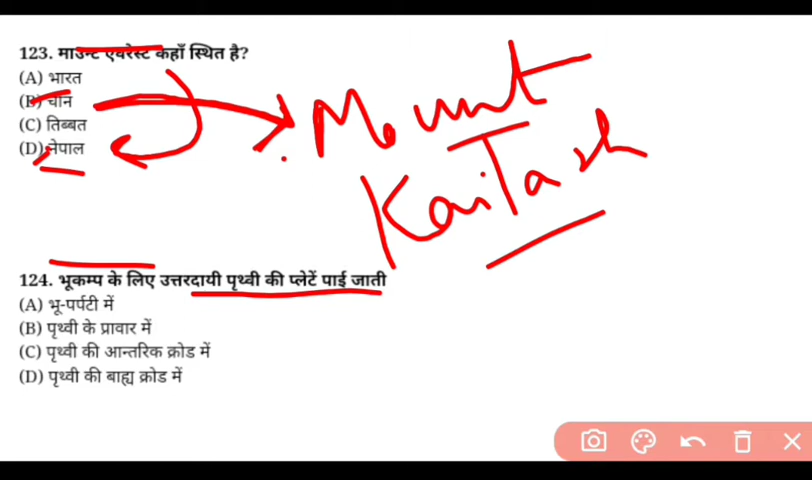 123. माउन्ट एवरेस्ट कहाँ स्थित है?
(A) भारत
(B) चीन
(C) तिब्बत
(D) नेपाल
Mount
Kailash
124. भूकम्प के लिए उत्तरदायी पृथ्वी की प्लेटें पाई जाती
(A) भू-पर्पटी में
(B) पृथ्वी के प्रावार में
(C) पृथ्वी की आन्तरिक क्रोड में
(D) पृथ्वी की बाह्य क्रोड में